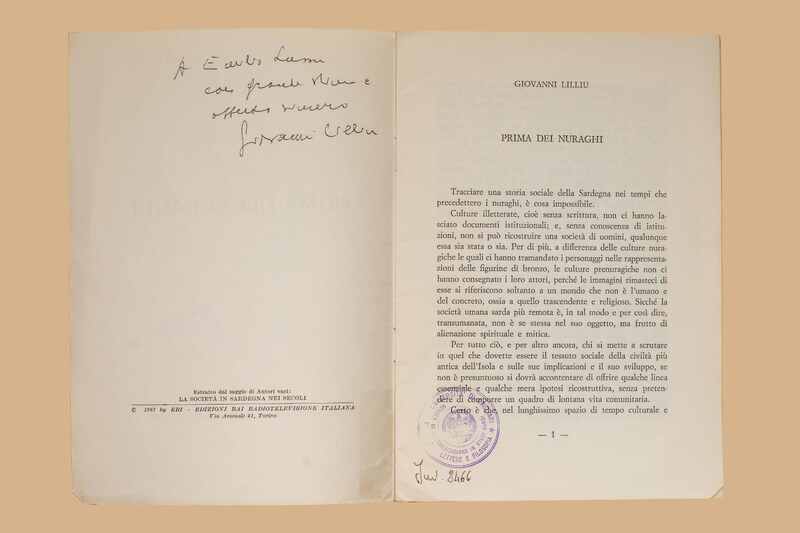 con grande stima e
affetto sincero
Giovanni Lilliu
Estratto dal saggio di Autori vari:
LA SOCIETÀ IN SARDEGNA NEI SECOLI
© 1967 by ERI - EDIZIONI RAI RADIOTELEVISIONE ITALIANA
Via Arsenale 41, Torino
GIOVANNI LILLIU
PRIMA DEI NURAGHI
Tracciare una storia sociale della Sardegna nei tempi che
precedettero i nuraghi, è cosa impossibile.
Culture illetterate, cioè senza scrittura, non ci hanno la-
sciato documenti istituzionali; e, senza conoscenza di istitu-
zioni, non si può ricostruire una società di uomini, qualunque
essa sia stata o sia. Per di più, a differenza delle culture nura-
giche le quali ci hanno tramandato i personaggi nelle rappresenta-
zioni delle figurine di bronzo, le culture prenuragiche non ci
hanno consegnato i loro attori, perché le immagini rimasteci di
esse si riferiscono soltanto a un mondo che non è l'umano e
del concreto, ossia a quello trascendente e religioso. Sicché la
società umana sarda più remota è, in tal modo e per così dire,
transumanata, non è se stessa nel suo oggetto, ma frutto di
alienazione spirituale e mitica.
Per tutto ciò, e per altro ancora, chi si mette a scrutare
in quel che dovette essere il tessuto sociale della civiltà più
antica dell'Isola e sulle sue implicazioni e il suo sviluppo, se
non è presuntuoso si dovrà accontentare di offrire qualche linea
essenziale e qualche mera ipotesi ricostruttiva, senza preten-
dere di comporre un quadro di lontana vita comunitaria.
Certo è che, nel lunghissimo spazio di tempo culturale e
LETTERE E FILOSOFIA
— 1 —
Inv. 8466